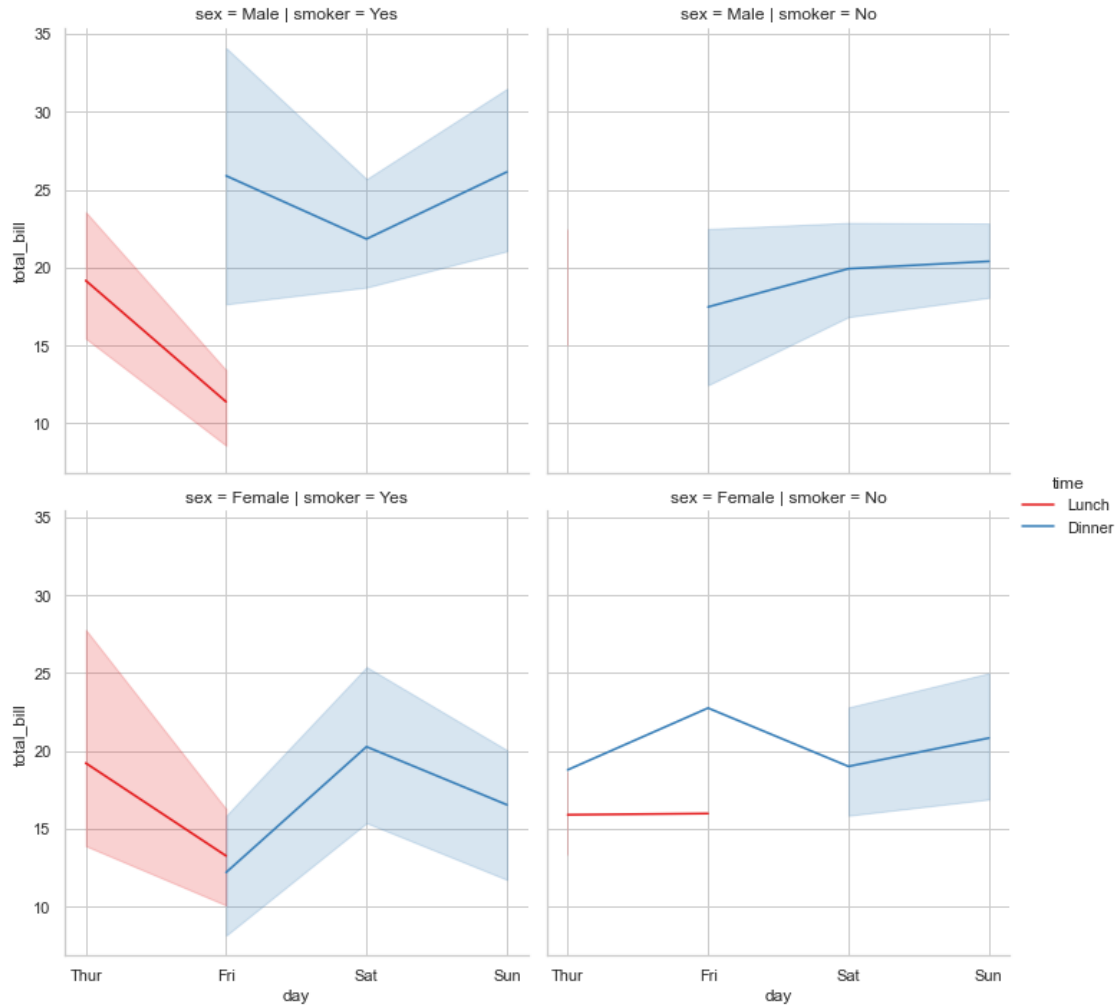 sex = Male | smoker = Yes
sex = Male | smoker = No
35
30
25
20
15
10
total_bill
sex = Female | smoker = Yes
sex = Female | smoker = No
35
30
25
20
15
10
total_bill
Thur
Fri
Sat
Sun
day
Thur
Fri
Sat
Sun
day
time
Lunch
Dinner